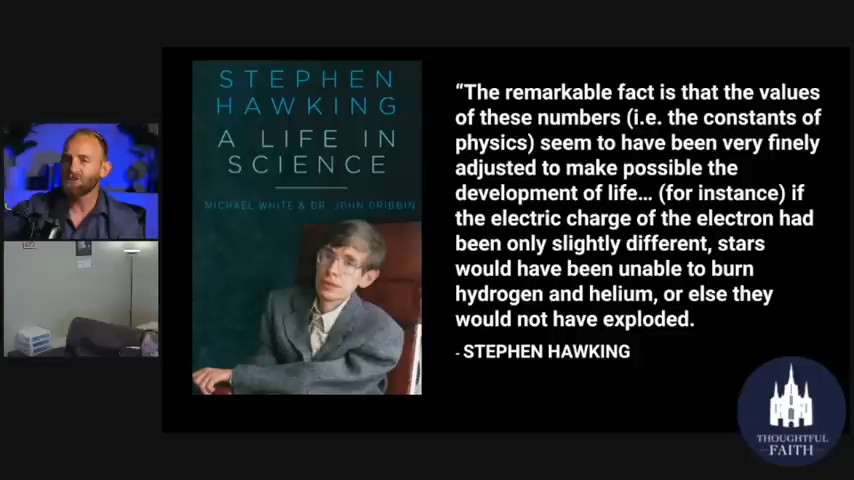 STEPHEN
HAWKING
A LIFE IN
SCIENCE
MICHAEL WHITE & DR. JOHN GRIBBIN
“The remarkable fact is that the values
of these numbers (i.e. the constants of
physics) seem to have been very finely
adjusted to make possible the
development of life... (for instance) if
the electric charge of the electron had
been only slightly different, stars
would have been unable to burn
hydrogen and helium, or else they
would not have exploded.
- STEPHEN HAWKING
THOUGHTFUL
FAITH